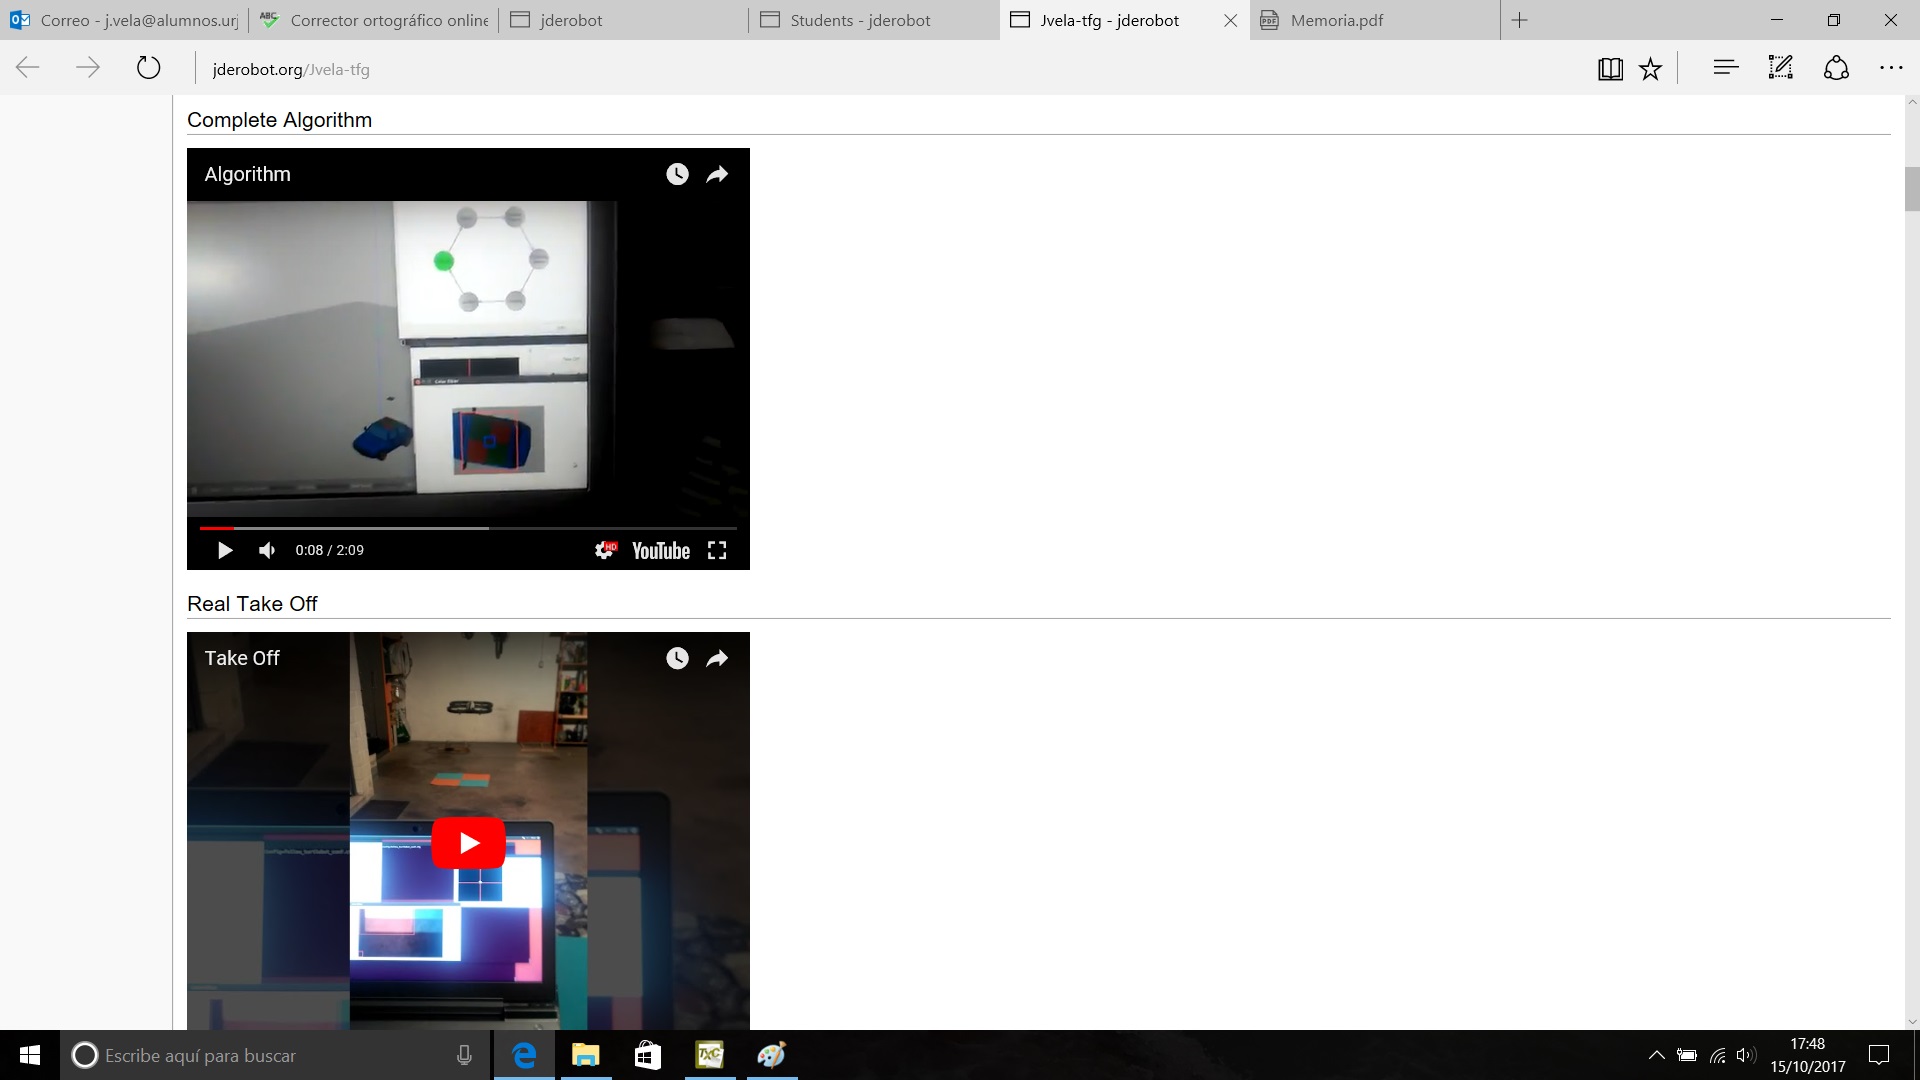 Correo - j.vela@alumnos.urj
Corrector ortográfico online
jderobot
Students - jderobot
Jvela-tfg - jderobot
Memoria.pdf
jderobot.org/Jvela-tfg
Complete Algorithm
Algorithm
0:08 / 2:09
HD
YouTube
Real Take Off
Take Off
Escribe aquí para buscar
17:48
15/10/2017